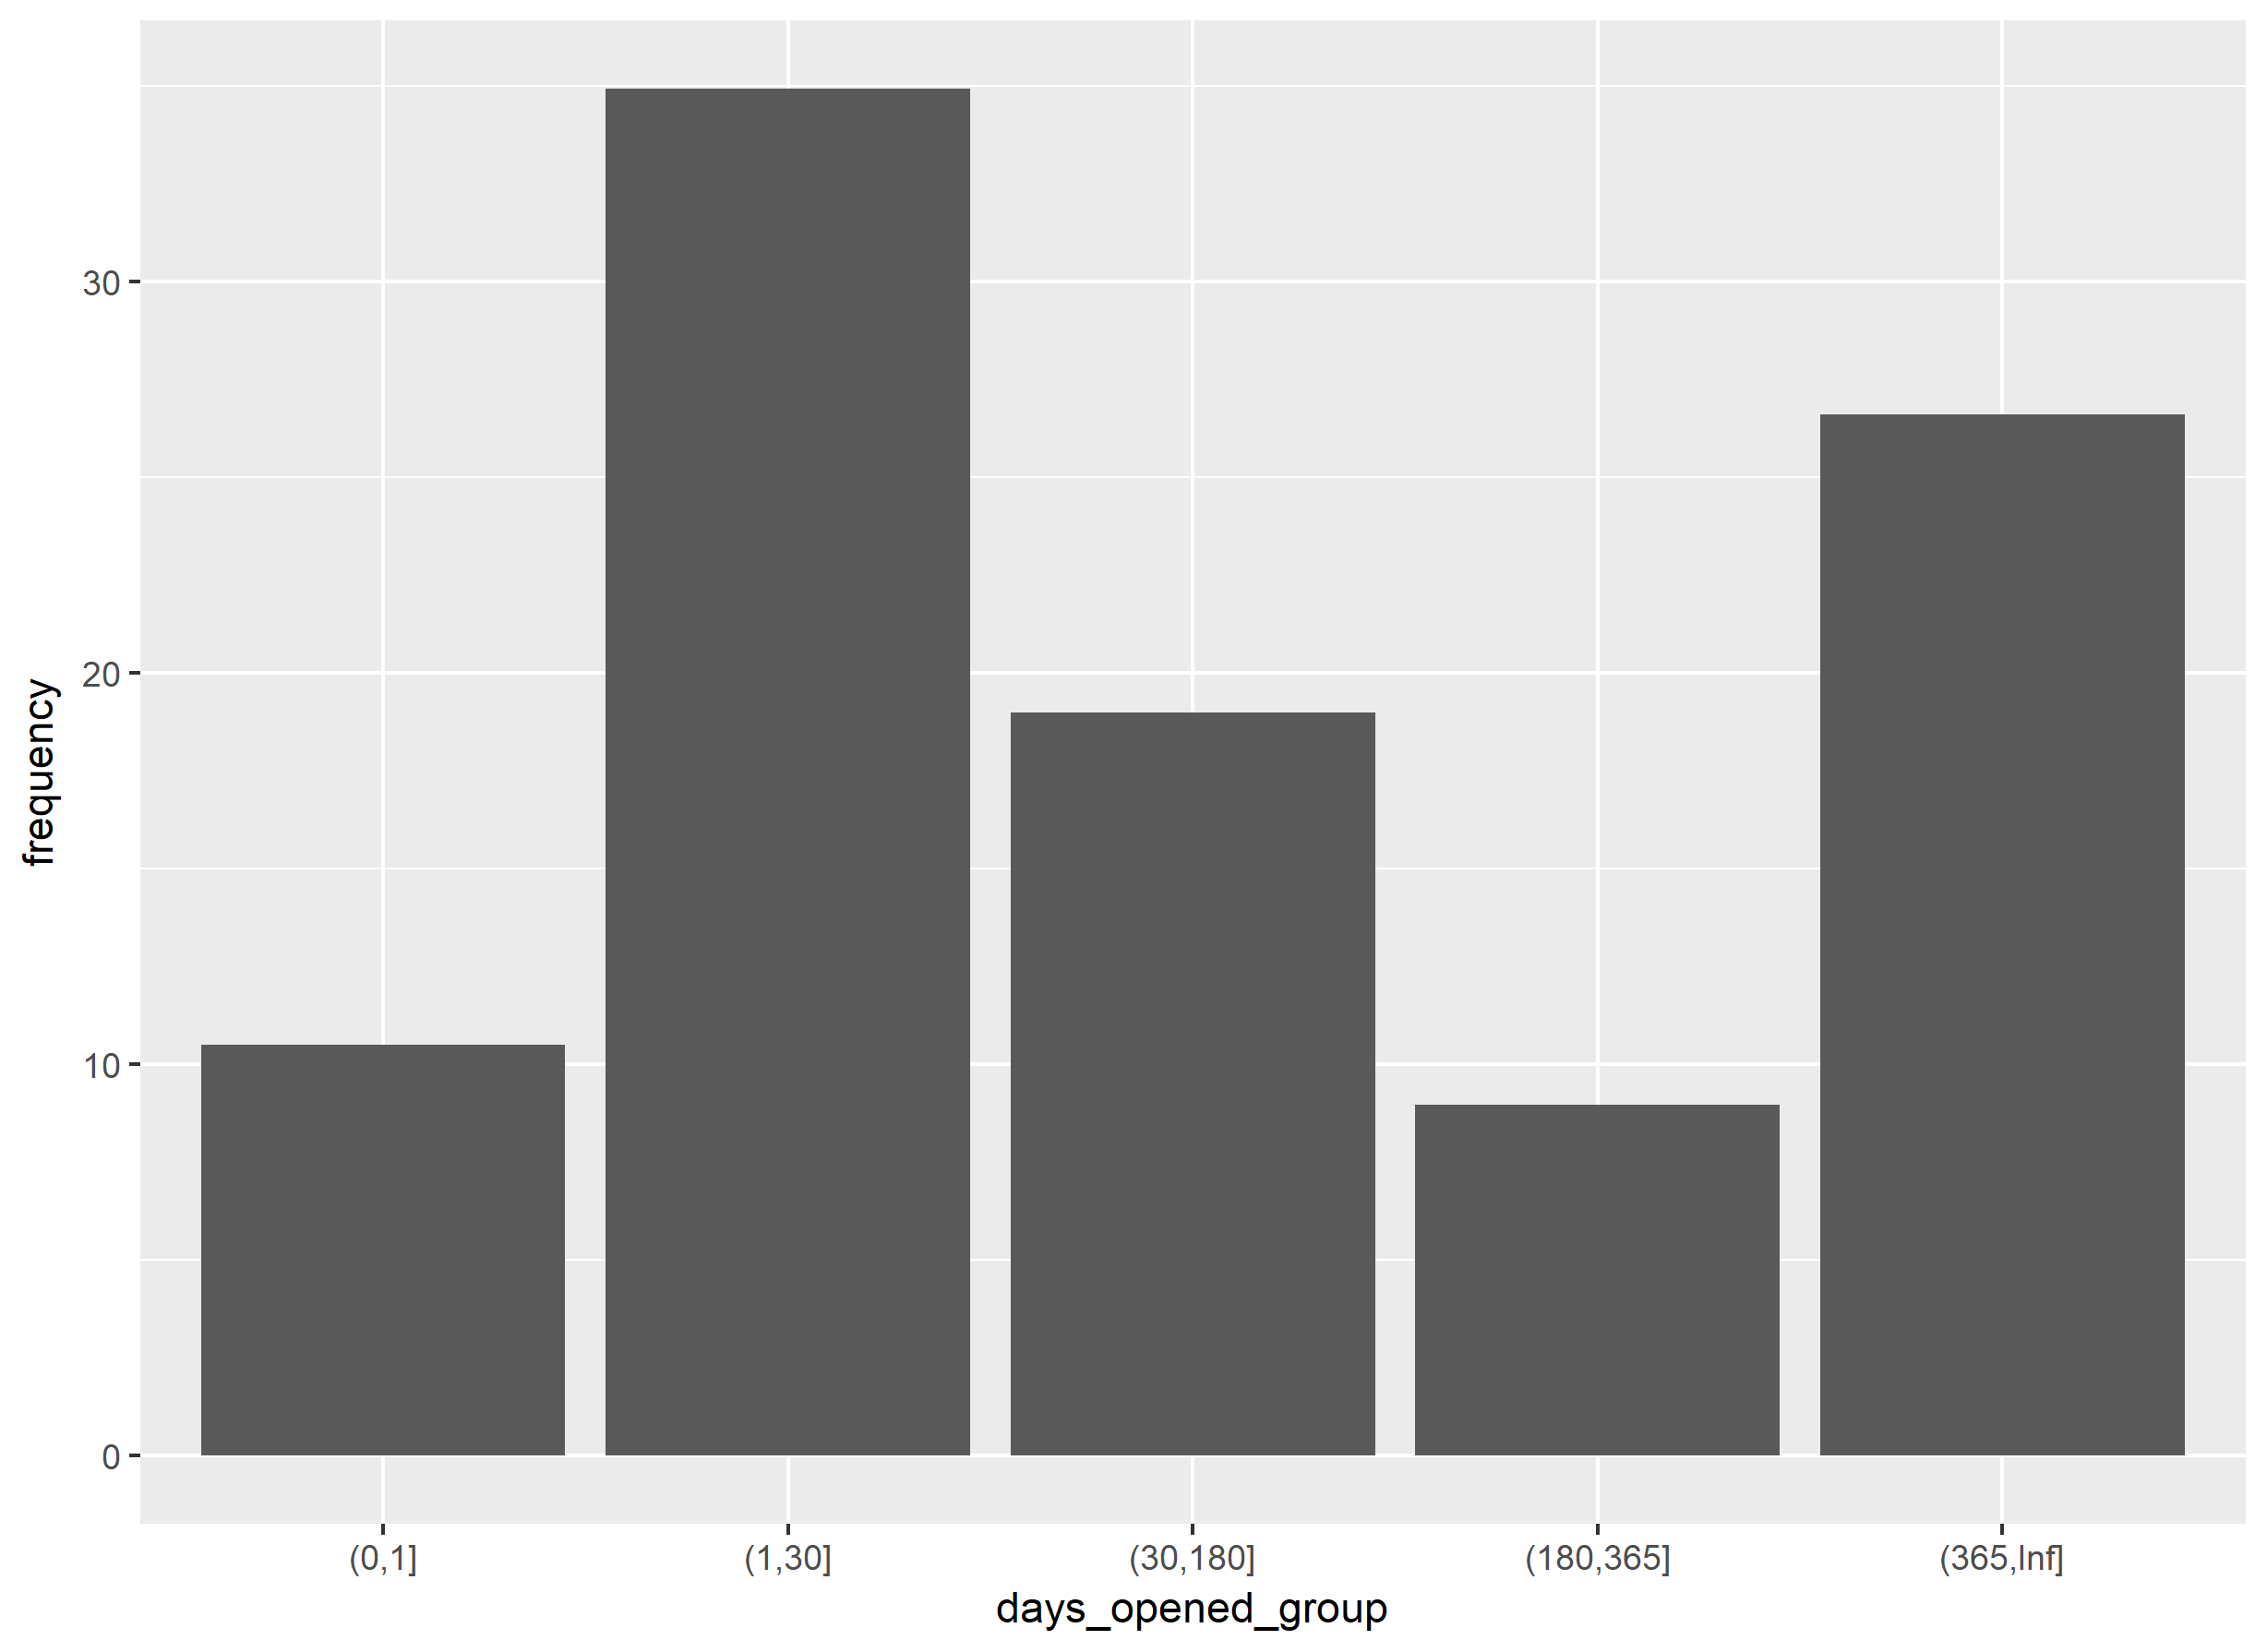 frequency
30
20
10
0
(0,1]
(1,30]
(30,180]
(180,365]
(365,Inf]
days_opened_group